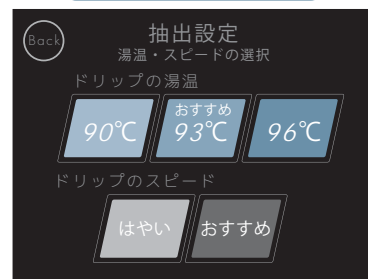 Back
抽出設定
湯温・スピードの選択
ドリップの湯温
90℃
おすすめ
93℃
96℃
ドリップのスピード
はやい
おすすめ